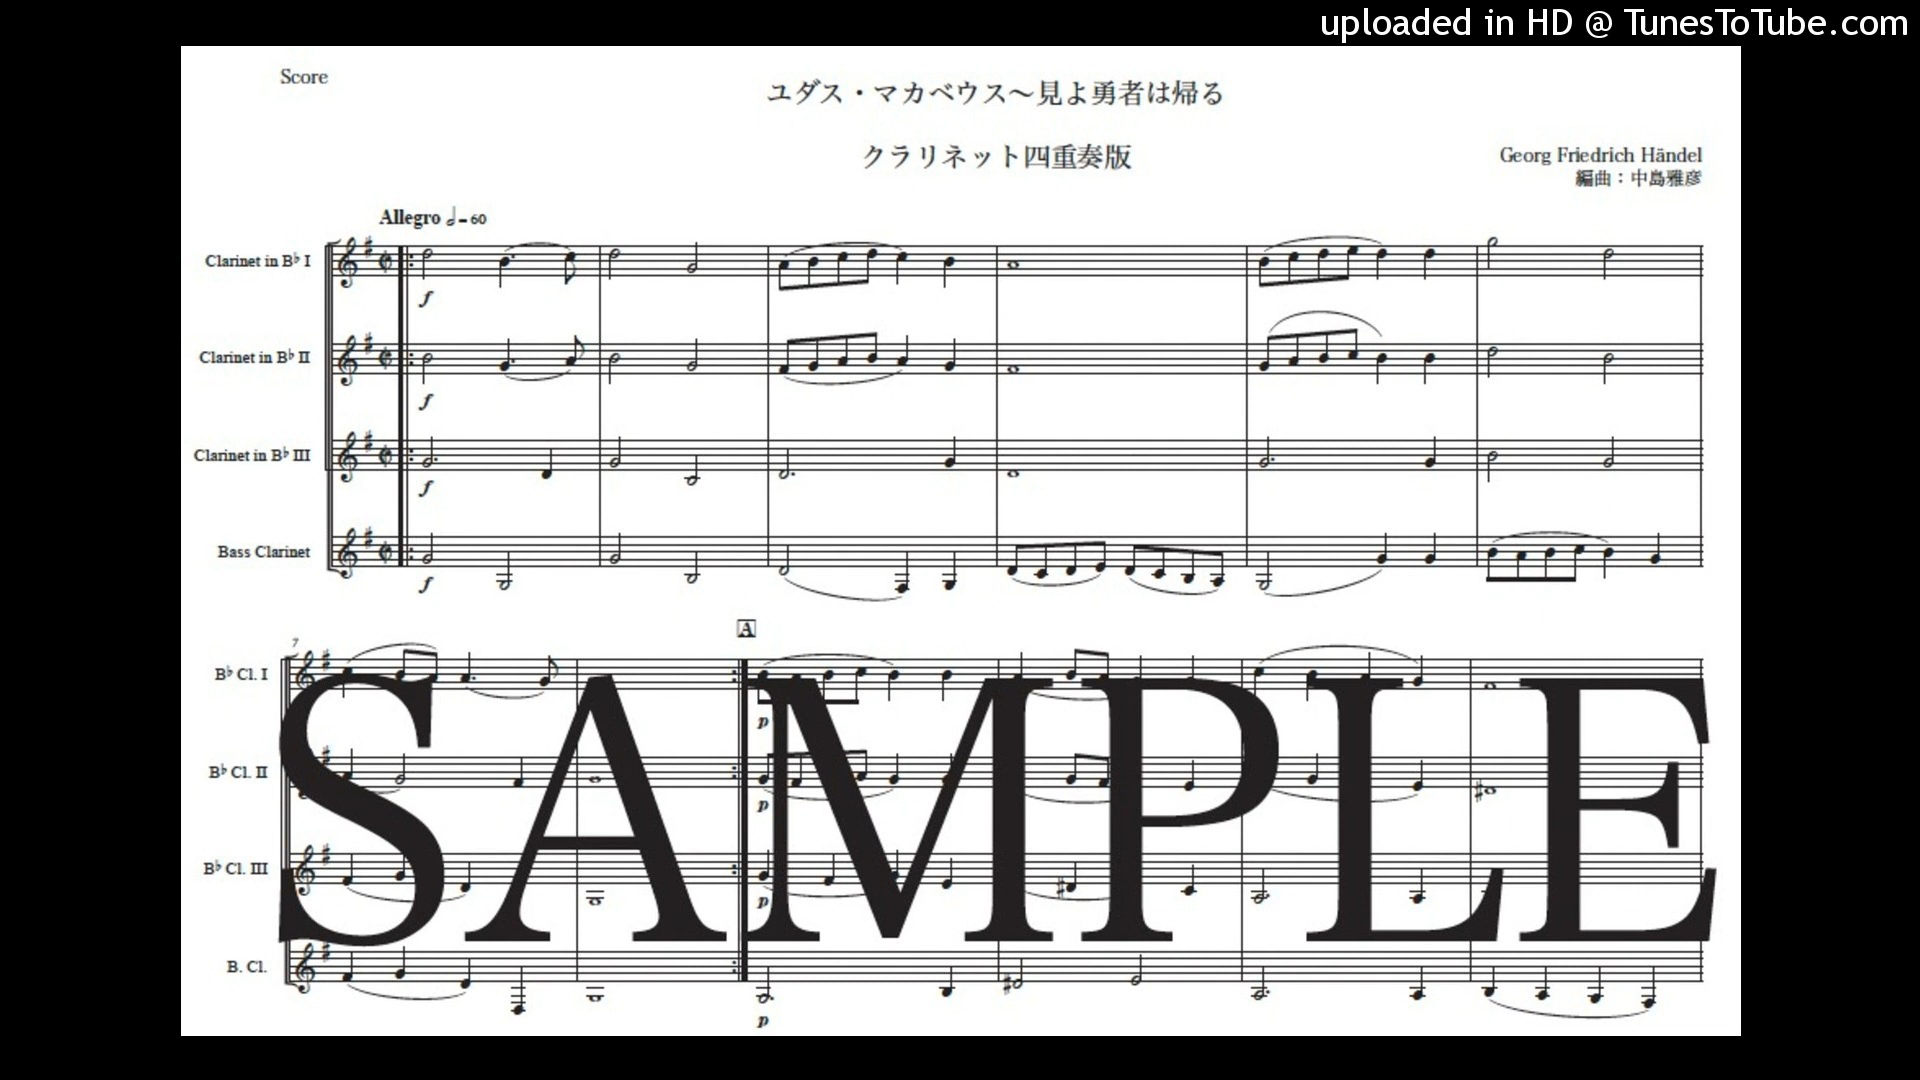 uploaded in HD @ TunesToTube.com
Score
ユダス・マカベウス～見よ勇者は帰る
クラリネット四重奏版
Georg Friedrich Händel
編曲：中島雅彦
Allegro 𝅗𝅥=60
Clarinet in B♭ I
f
Clarinet in B♭ II
f
Clarinet in B♭ III
f
Bass Clarinet
f
7
A
B♭ Cl. I
p
B♭ Cl. II
p
B♭ Cl. III
p
B. Cl.
p
SAMPLE